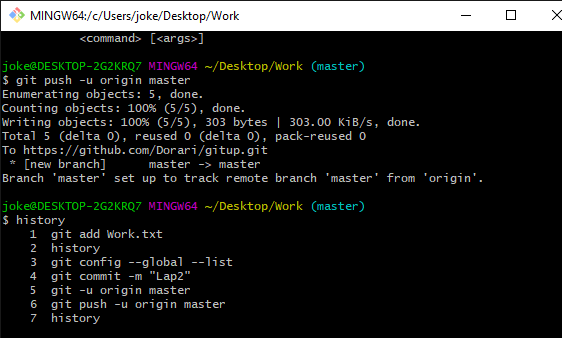 MINGW64:/c/Users/joke/Desktop/Work
<command> [<args>]
joke@DESKTOP-2G2KRQ7 MINGW64 ~/Desktop/Work (master)
$ git push -u origin master
Enumerating objects: 5, done.
Counting objects: 100% (5/5), done.
Writing objects: 100% (5/5), 303 bytes | 303.00 KiB/s, done.
Total 5 (delta 0), reused 0 (delta 0), pack-reused 0
To https://github.com/Dorari/gitup.git
 * [new branch]      master -> master
Branch 'master' set up to track remote branch 'master' from 'origin'.
joke@DESKTOP-2G2KRQ7 MINGW64 ~/Desktop/Work (master)
$ history
    1  git add Work.txt
    2  history
    3  git config --global --list
    4  git commit -m "Lap2"
    5  git -u origin master
    6  git push -u origin master
    7  history